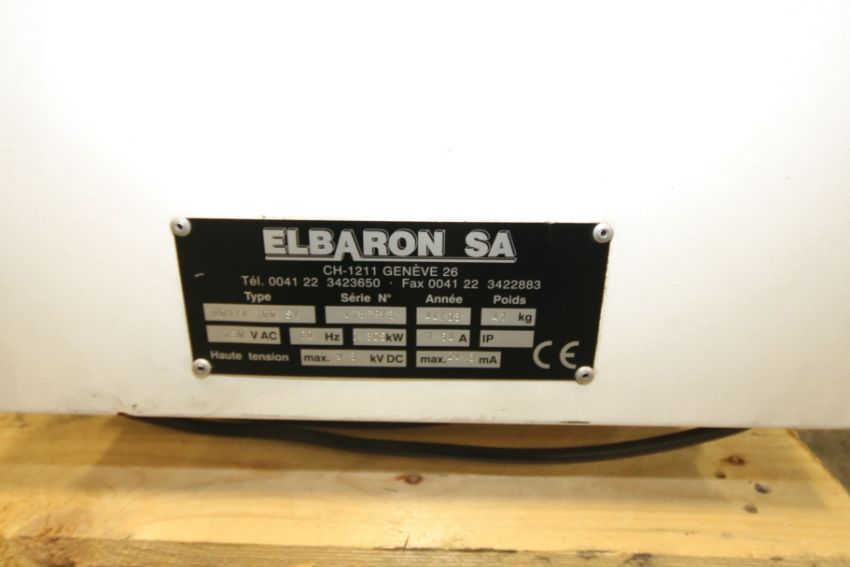 ELBARON SA
CH-1211 GENÈVE 26
Tél. 0041 22 3423650 · Fax 0041 22 3422883
Type Série N° Année Poids
kg
V AC Hz kW A IP
Haute tension max. kV DC max. mA
CE